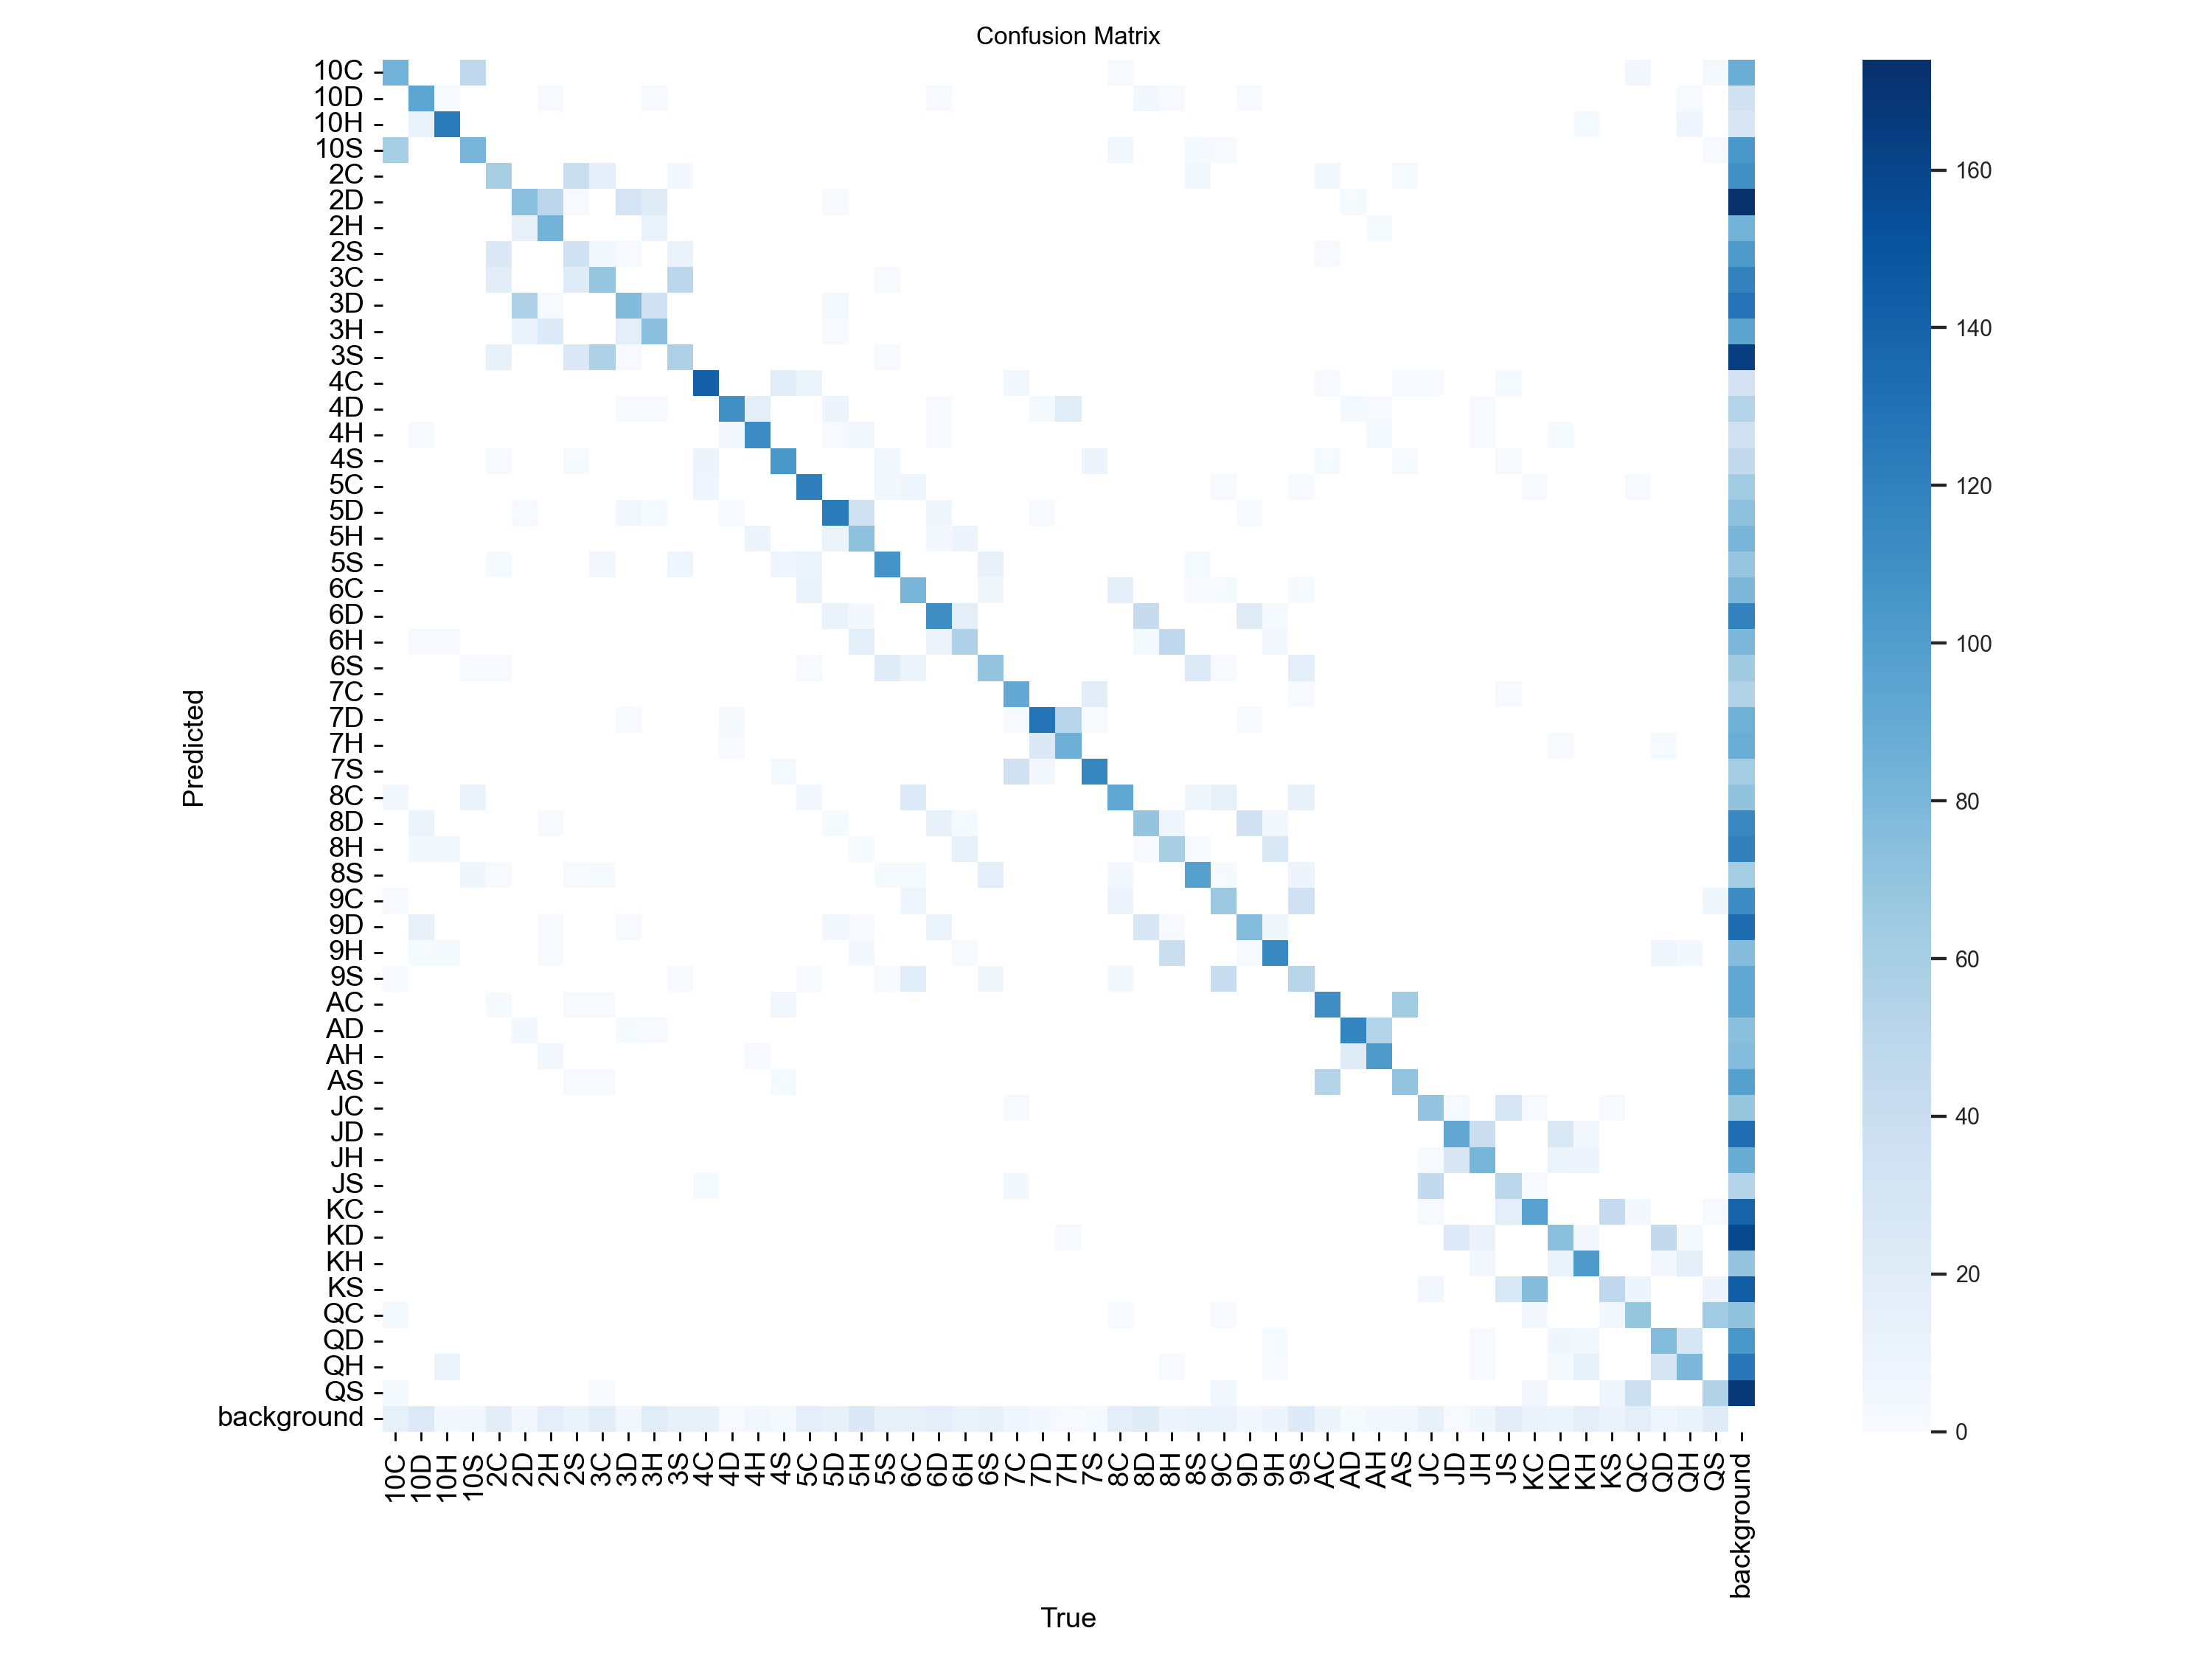 Confusion Matrix
10C
10D
10H
10S
2C
2D
2H
2S
3C
3D
3H
3S
4C
4D
4H
4S
5C
5D
5H
5S
6C
6D
6H
6S
7C
7D
7H
7S
8C
8D
8H
8S
9C
9D
9H
9S
AC
AD
AH
AS
JC
JD
JH
JS
KC
KD
KH
KS
QC
QD
QH
QS
background
Predicted
10C 10D 10H 10S 2C 2D 2H 2S 3C 3D 3H 3S 4C 4D 4H 4S 5C 5D 5H 5S 6C 6D 6H 6S 7C 7D 7H 7S 8C 8D 8H 8S 9C 9D 9H 9S AC AD AH AS JC JD JH JS KC KD KH KS QC QD QH QS background
True
160
140
120
100
80
60
40
20
0